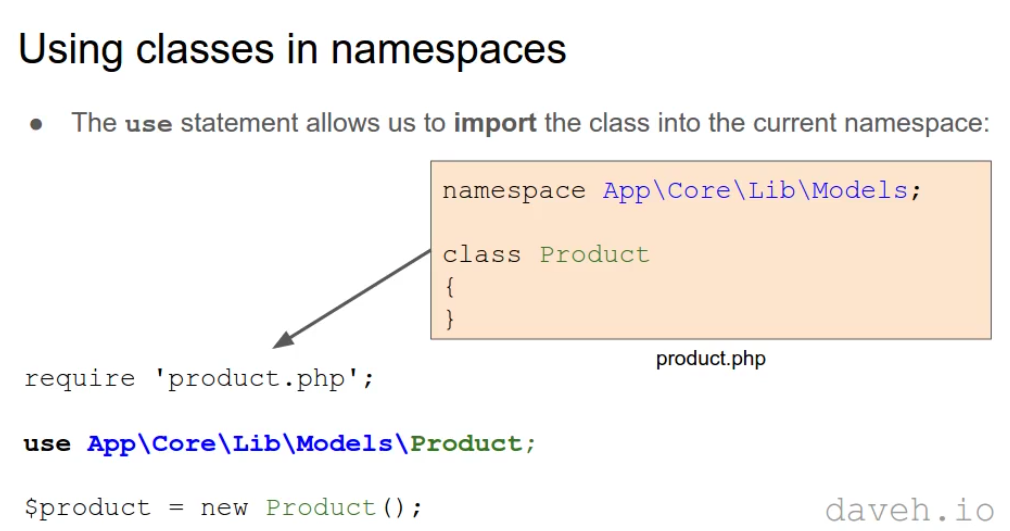 Using classes in namespaces
● The use statement allows us to import the class into the current namespace:
namespace App\Core\Lib\Models;
class Product
{
}
product.php
require 'product.php';
use App\Core\Lib\Models\Product;
$product = new Product();
daveh.io